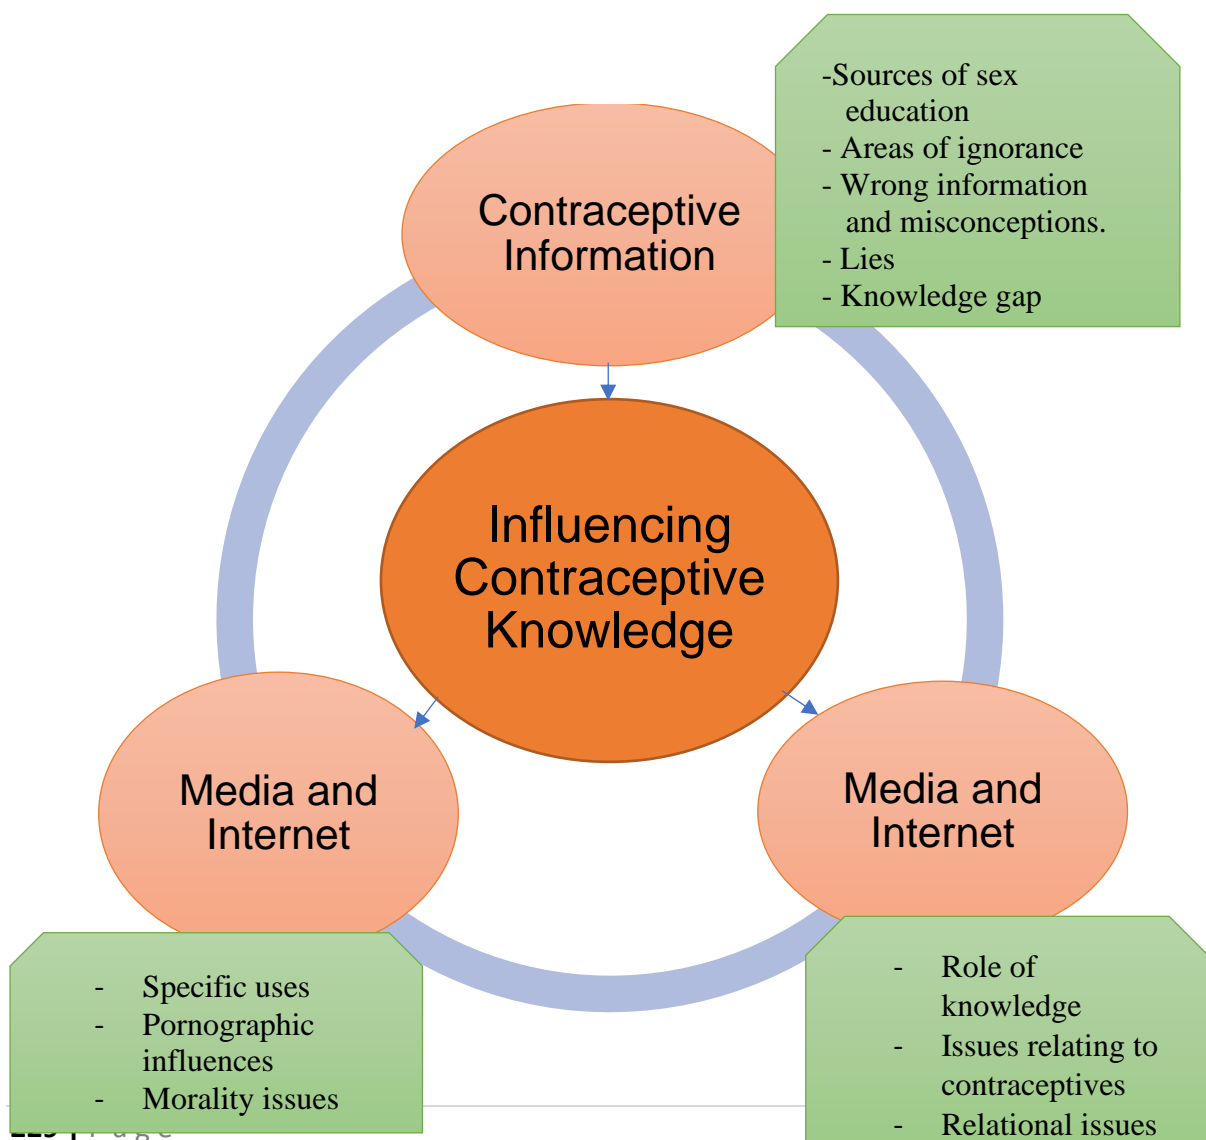 -Sources of sex
education
- Areas of ignorance
- Wrong information
and misconceptions.
- Lies
- Knowledge gap
Contraceptive
Information
Influencing
Contraceptive
Knowledge
Media and
Internet
Media and
Internet
- Specific uses
- Pornographic
influences
- Morality issues
- Role of
knowledge
- Issues relating to
contraceptives
- Relational issues
| Page